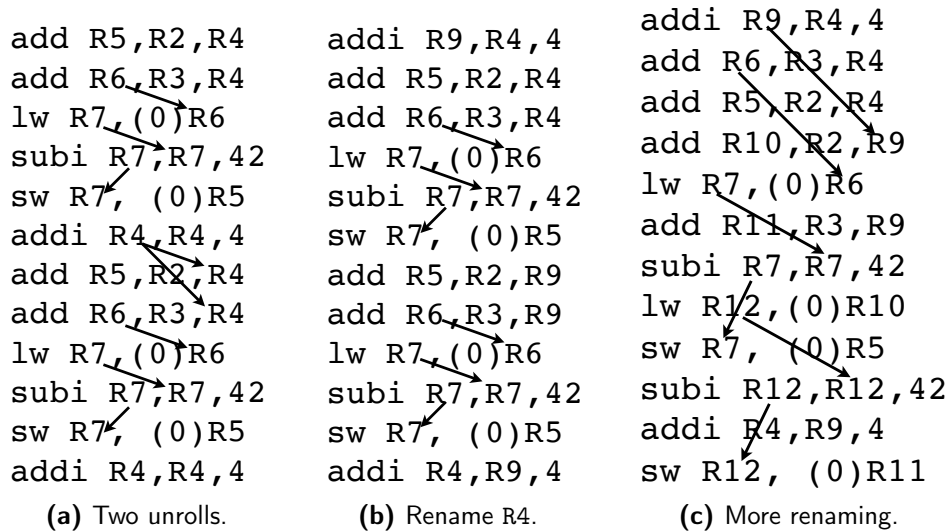 add R5,R2,R4
add R6,R3,R4
lw R7,(0)R6
subi R7,R7,42
sw R7, (0)R5
addi R4,R4,4
add R5,R2,R4
add R6,R3,R4
lw R7,(0)R6
subi R7,R7,42
sw R7, (0)R5
addi R4,R4,4
(a) Two unrolls.
addi R9,R4,4
add R5,R2,R4
add R6,R3,R4
lw R7,(0)R6
subi R7,R7,42
sw R7, (0)R5
add R5,R2,R9
add R6,R3,R9
lw R7,(0)R6
subi R7,R7,42
sw R7, (0)R5
addi R4,R9,4
(b) Rename R4.
addi R9,R4,4
add R6,R3,R4
add R5,R2,R4
add R10,R2,R9
lw R7,(0)R6
add R11,R3,R9
subi R7,R7,42
lw R12,(0)R10
sw R7, (0)R5
subi R12,R12,42
addi R4,R9,4
sw R12, (0)R11
(c) More renaming.